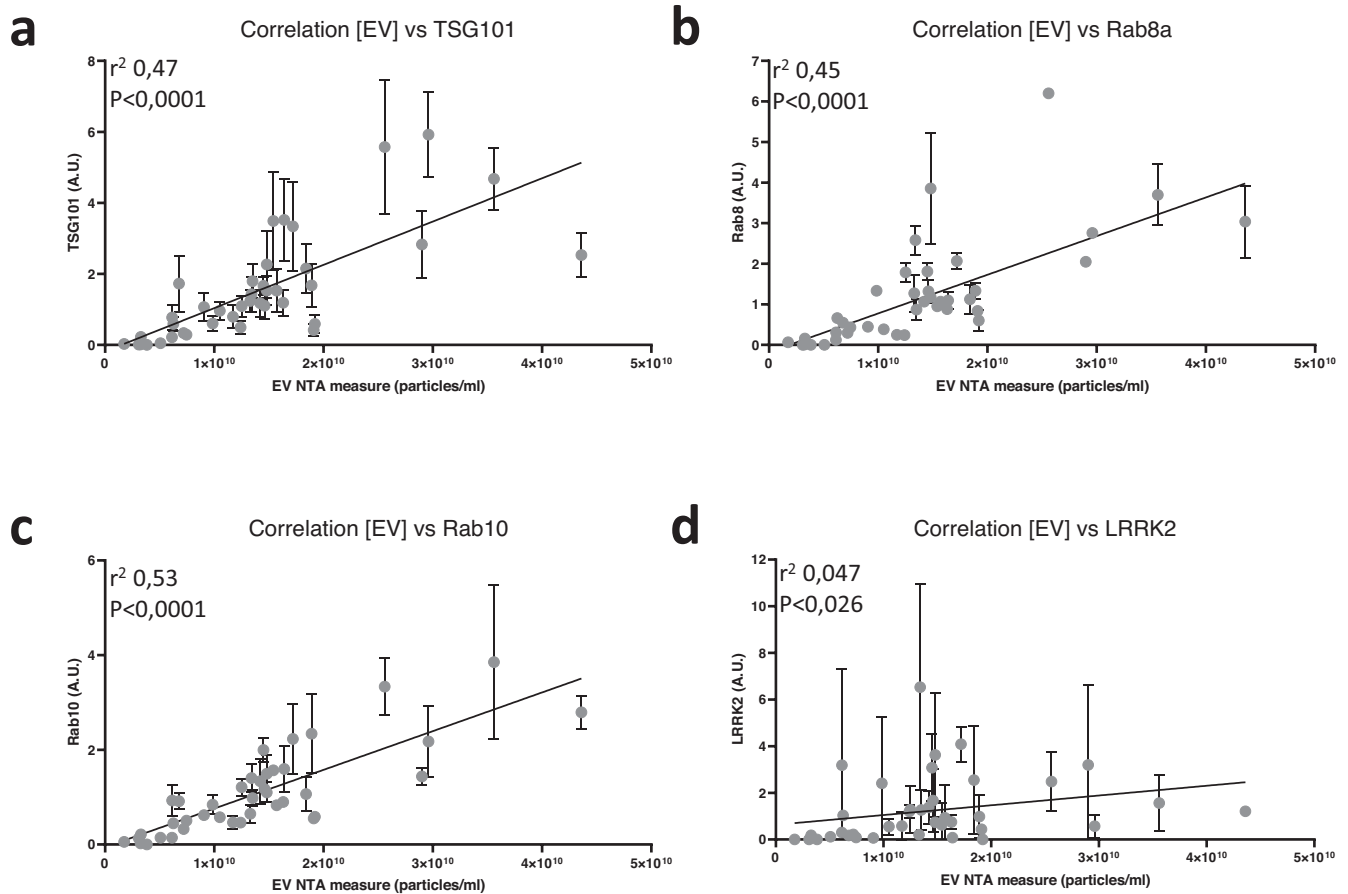 a
Correlation [EV] vs TSG101
r² 0,47
P<0,0001
8
6
4
2
0
TSG101 (A.U.)
0 1×10¹⁰ 2×10¹⁰ 3×10¹⁰ 4×10¹⁰ 5×10¹⁰
EV NTA measure (particles/ml)
b
Correlation [EV] vs Rab8a
r² 0,45
P<0,0001
7
6
5
4
3
2
1
0
Rab8 (A.U.)
0 1×10¹⁰ 2×10¹⁰ 3×10¹⁰ 4×10¹⁰ 5×10¹⁰
EV NTA measure (particles/ml)
c
Correlation [EV] vs Rab10
r² 0,53
P<0,0001
6
4
2
0
Rab10 (A.U.)
0 1×10¹⁰ 2×10¹⁰ 3×10¹⁰ 4×10¹⁰ 5×10¹⁰
EV NTA measure (particles/ml)
d
Correlation [EV] vs LRRK2
r² 0,047
P<0,026
12
10
8
6
4
2
0
LRRK2 (A.U.)
0 1×10¹⁰ 2×10¹⁰ 3×10¹⁰ 4×10¹⁰ 5×10¹⁰
EV NTA measure (particles/ml)